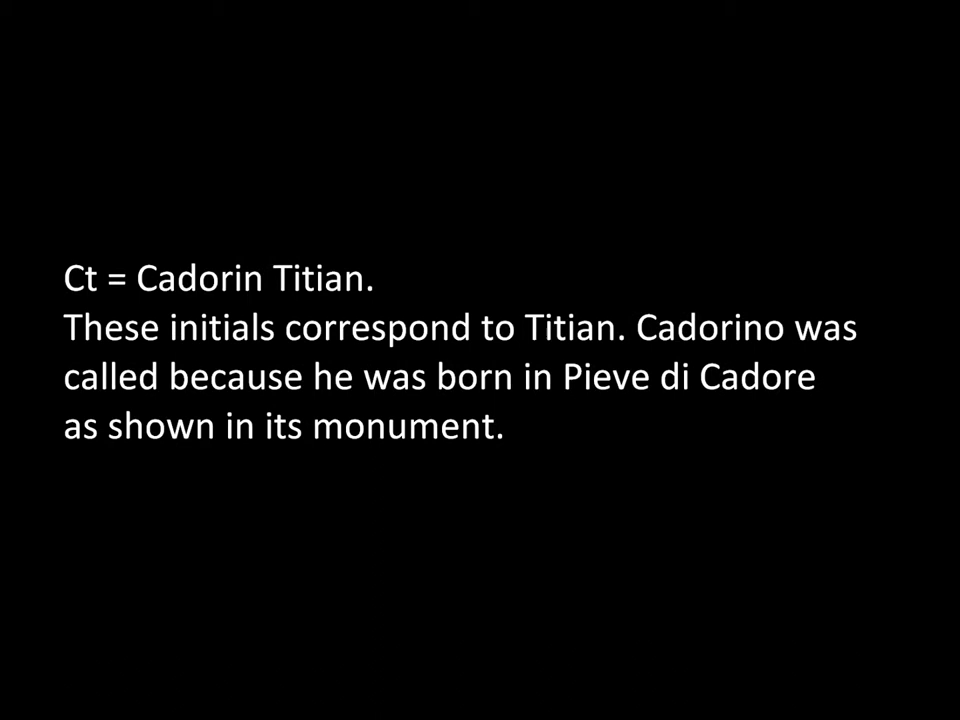 Ct = Cadorin Titian.
These initials correspond to Titian. Cadorino was
called because he was born in Pieve di Cadore
as shown in its monument.